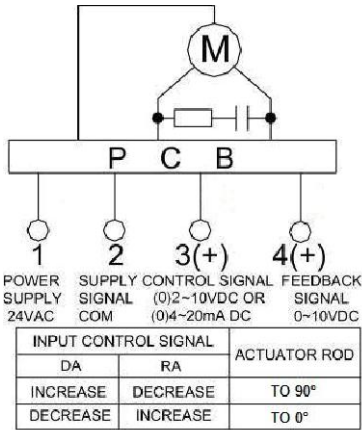 M
P C B
1 2 3(+) 4(+)
POWER SUPPLY CONTROL SIGNAL FEEDBACK
SUPPLY SIGNAL (0)2~10VDC OR SIGNAL
24VAC COM (0)4~20mA DC 0~10VDC
INPUT CONTROL SIGNAL ACTUATOR ROD
DA RA
INCREASE DECREASE TO 90°
DECREASE INCREASE TO 0°